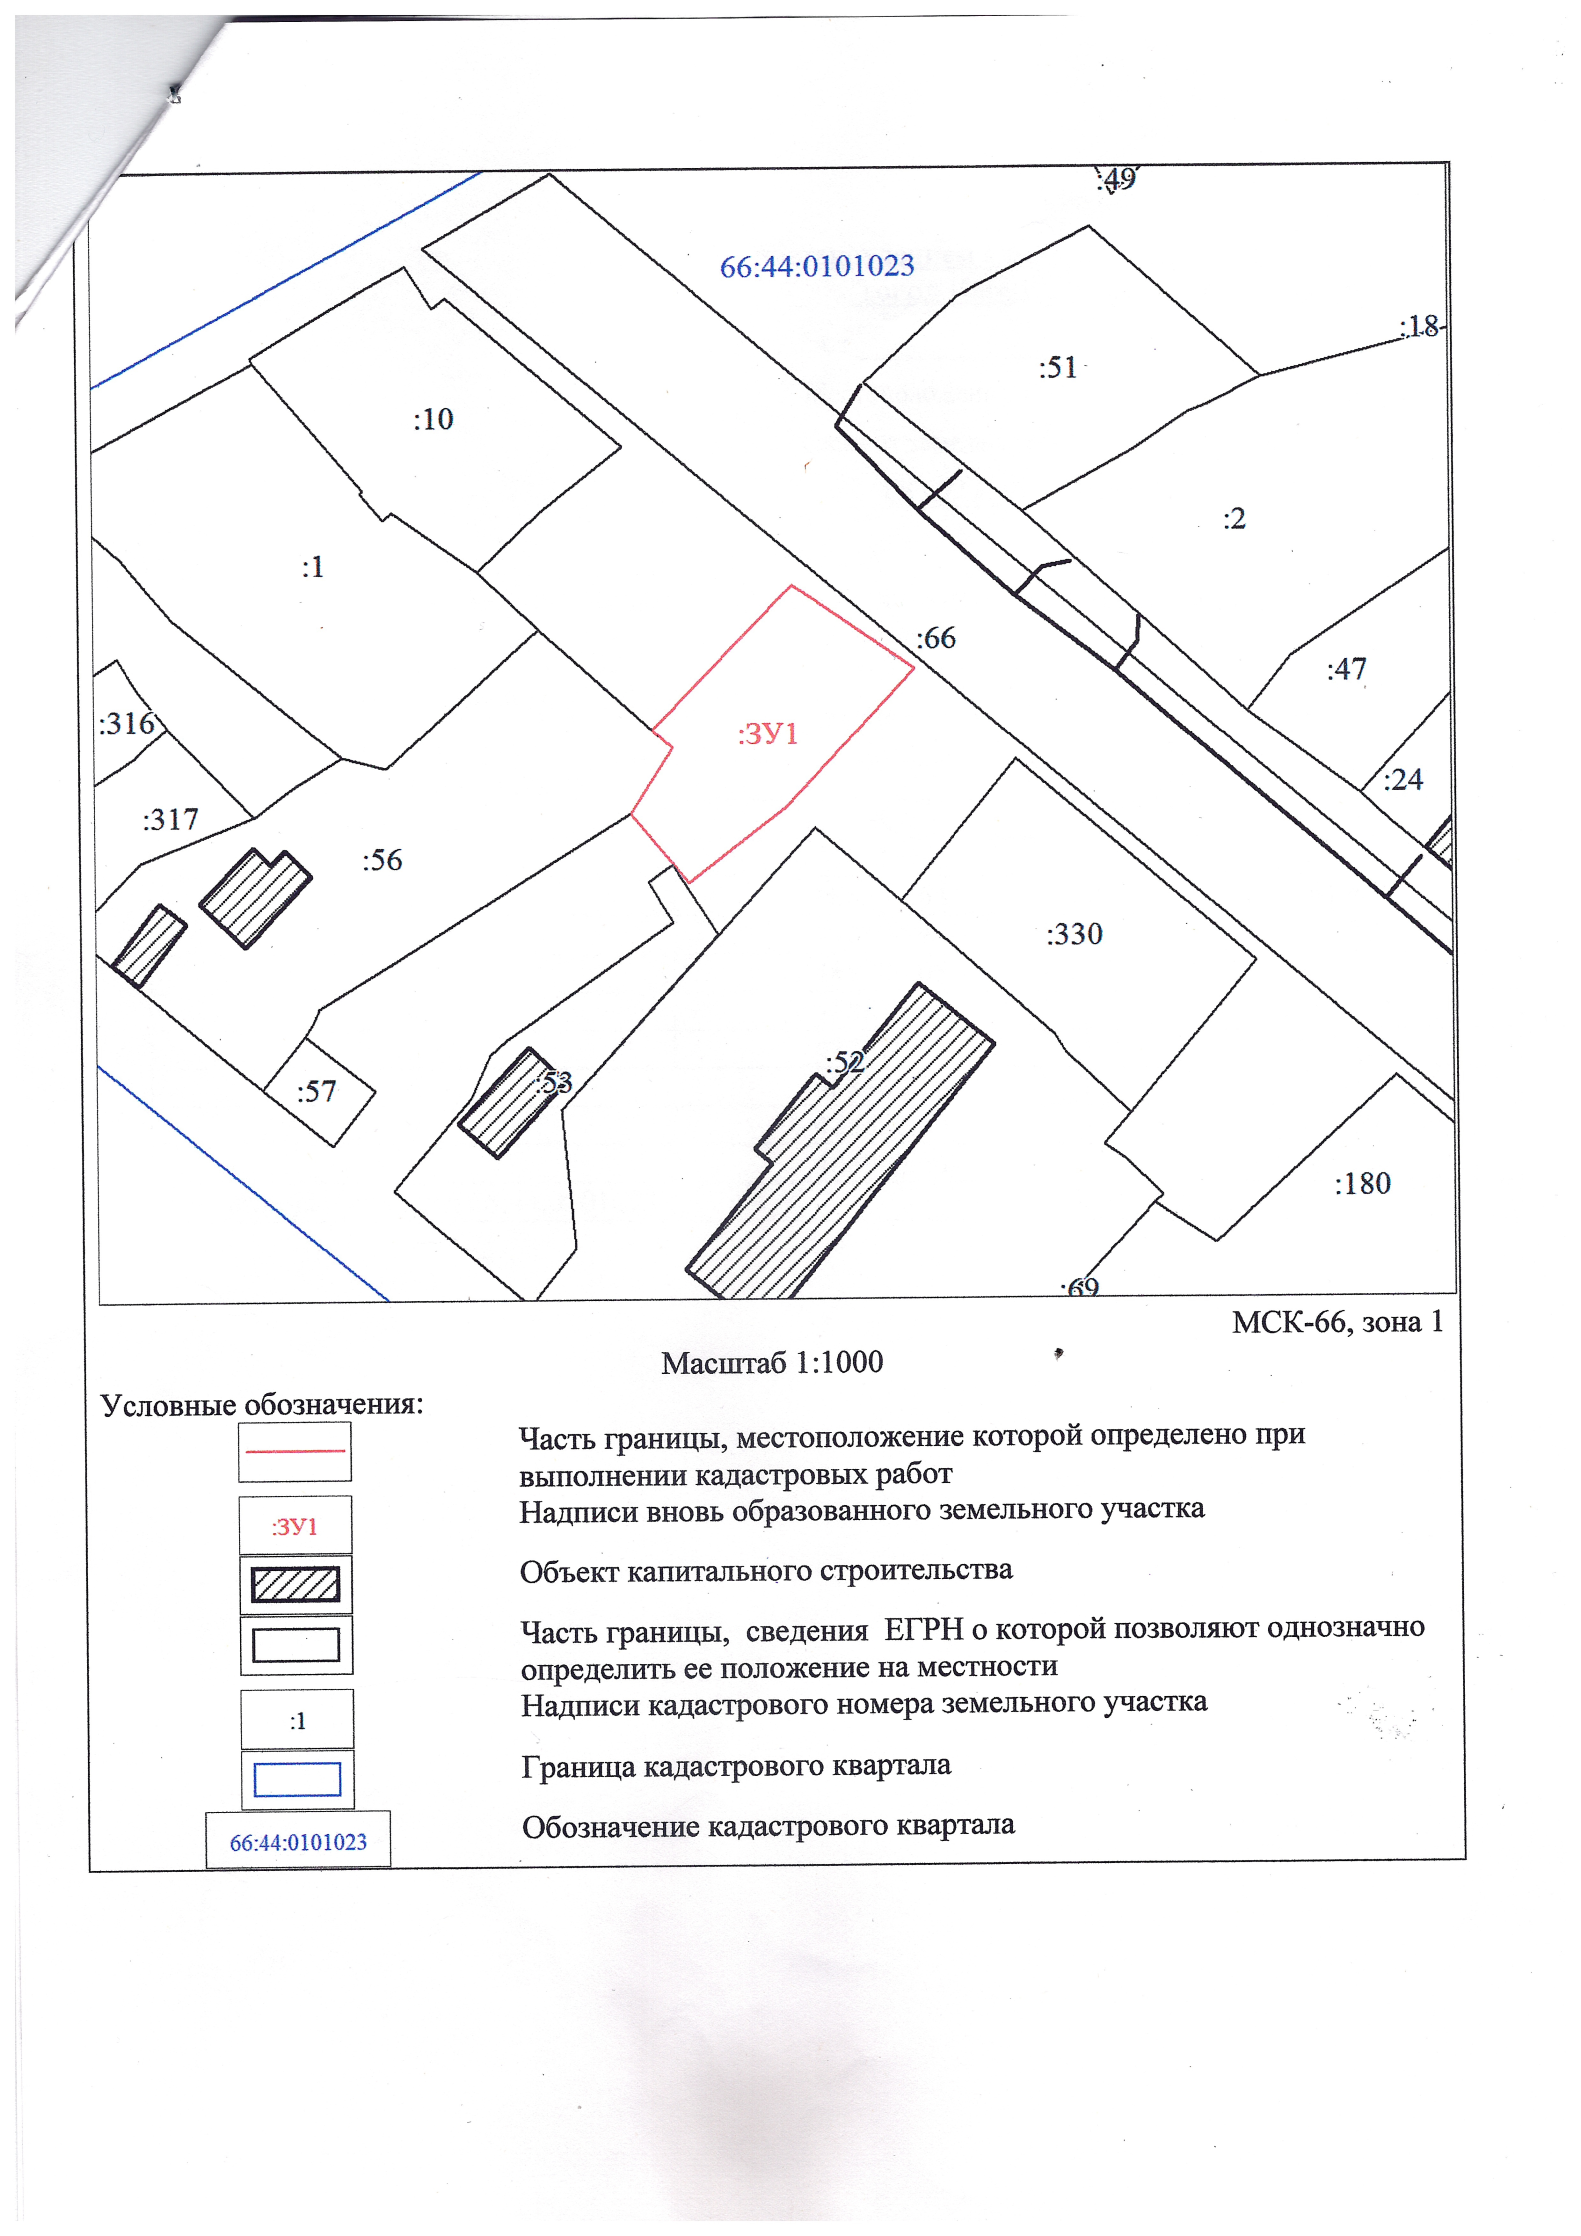 :49
66:44:0101023
:18
:51
:10
:2
:1
:66
:47
:316
:ЗУ1
:24
:317
:56
:330
:52
:53
:57
:180
:69
МСК-66, зона 1
Масштаб 1:1000
Условные обозначения:
Часть границы, местоположение которой определено при
выполнении кадастровых работ
:ЗУ1
Надписи вновь образованного земельного участка
Объект капитального строительства
Часть границы, сведения ЕГРН о которой позволяют однозначно
определить ее положение на местности
:1
Надписи кадастрового номера земельного участка
Граница кадастрового квартала
66:44:0101023
Обозначение кадастрового квартала